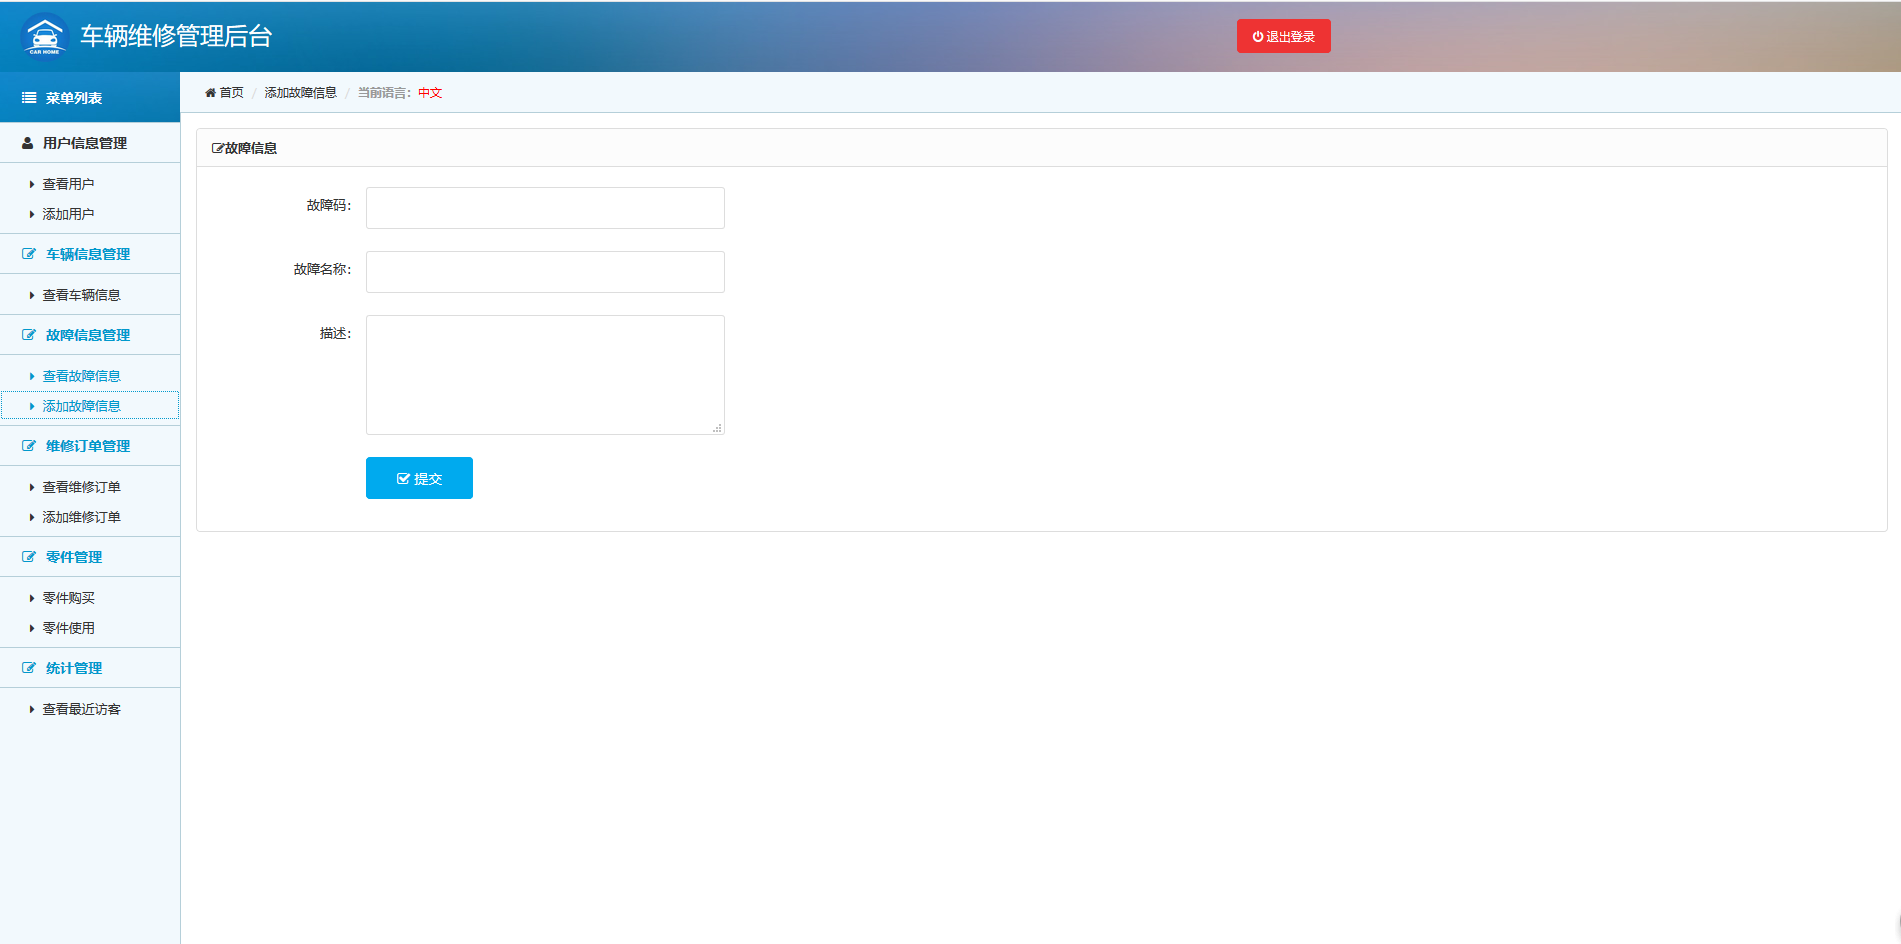 CAR HOME
车辆维修管理后台
退出登录
菜单列表
首页 / 添加故障信息 / 当前语言：中文
用户信息管理
查看用户
添加用户
车辆信息管理
查看车辆信息
故障信息管理
查看故障信息
添加故障信息
维修订单管理
查看维修订单
添加维修订单
零件管理
零件购买
零件使用
统计管理
查看最近访客
故障信息
故障码：
故障名称：
描述：
提交